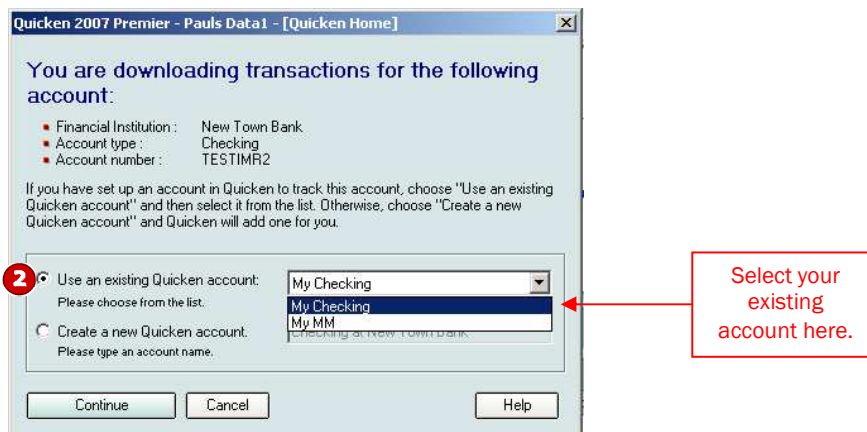 Quicken 2007 Premier - Pauls Data1 - [Quicken Home]
You are downloading transactions for the following
account:
Financial Institution : New Town Bank
Account type : Checking
Account number : TESTIMR2
If you have set up an account in Quicken to track this account, choose "Use an existing
Quicken account" and then select it from the list. Otherwise, choose "Create a new
Quicken account" and Quicken will add one for you.
2 Use an existing Quicken account: My Checking
Please choose from the list. My Checking
My MM
Create a new Quicken account. Checking at New Town Bank
Please type an account name.
Continue Cancel Help
Select your
existing
account here.